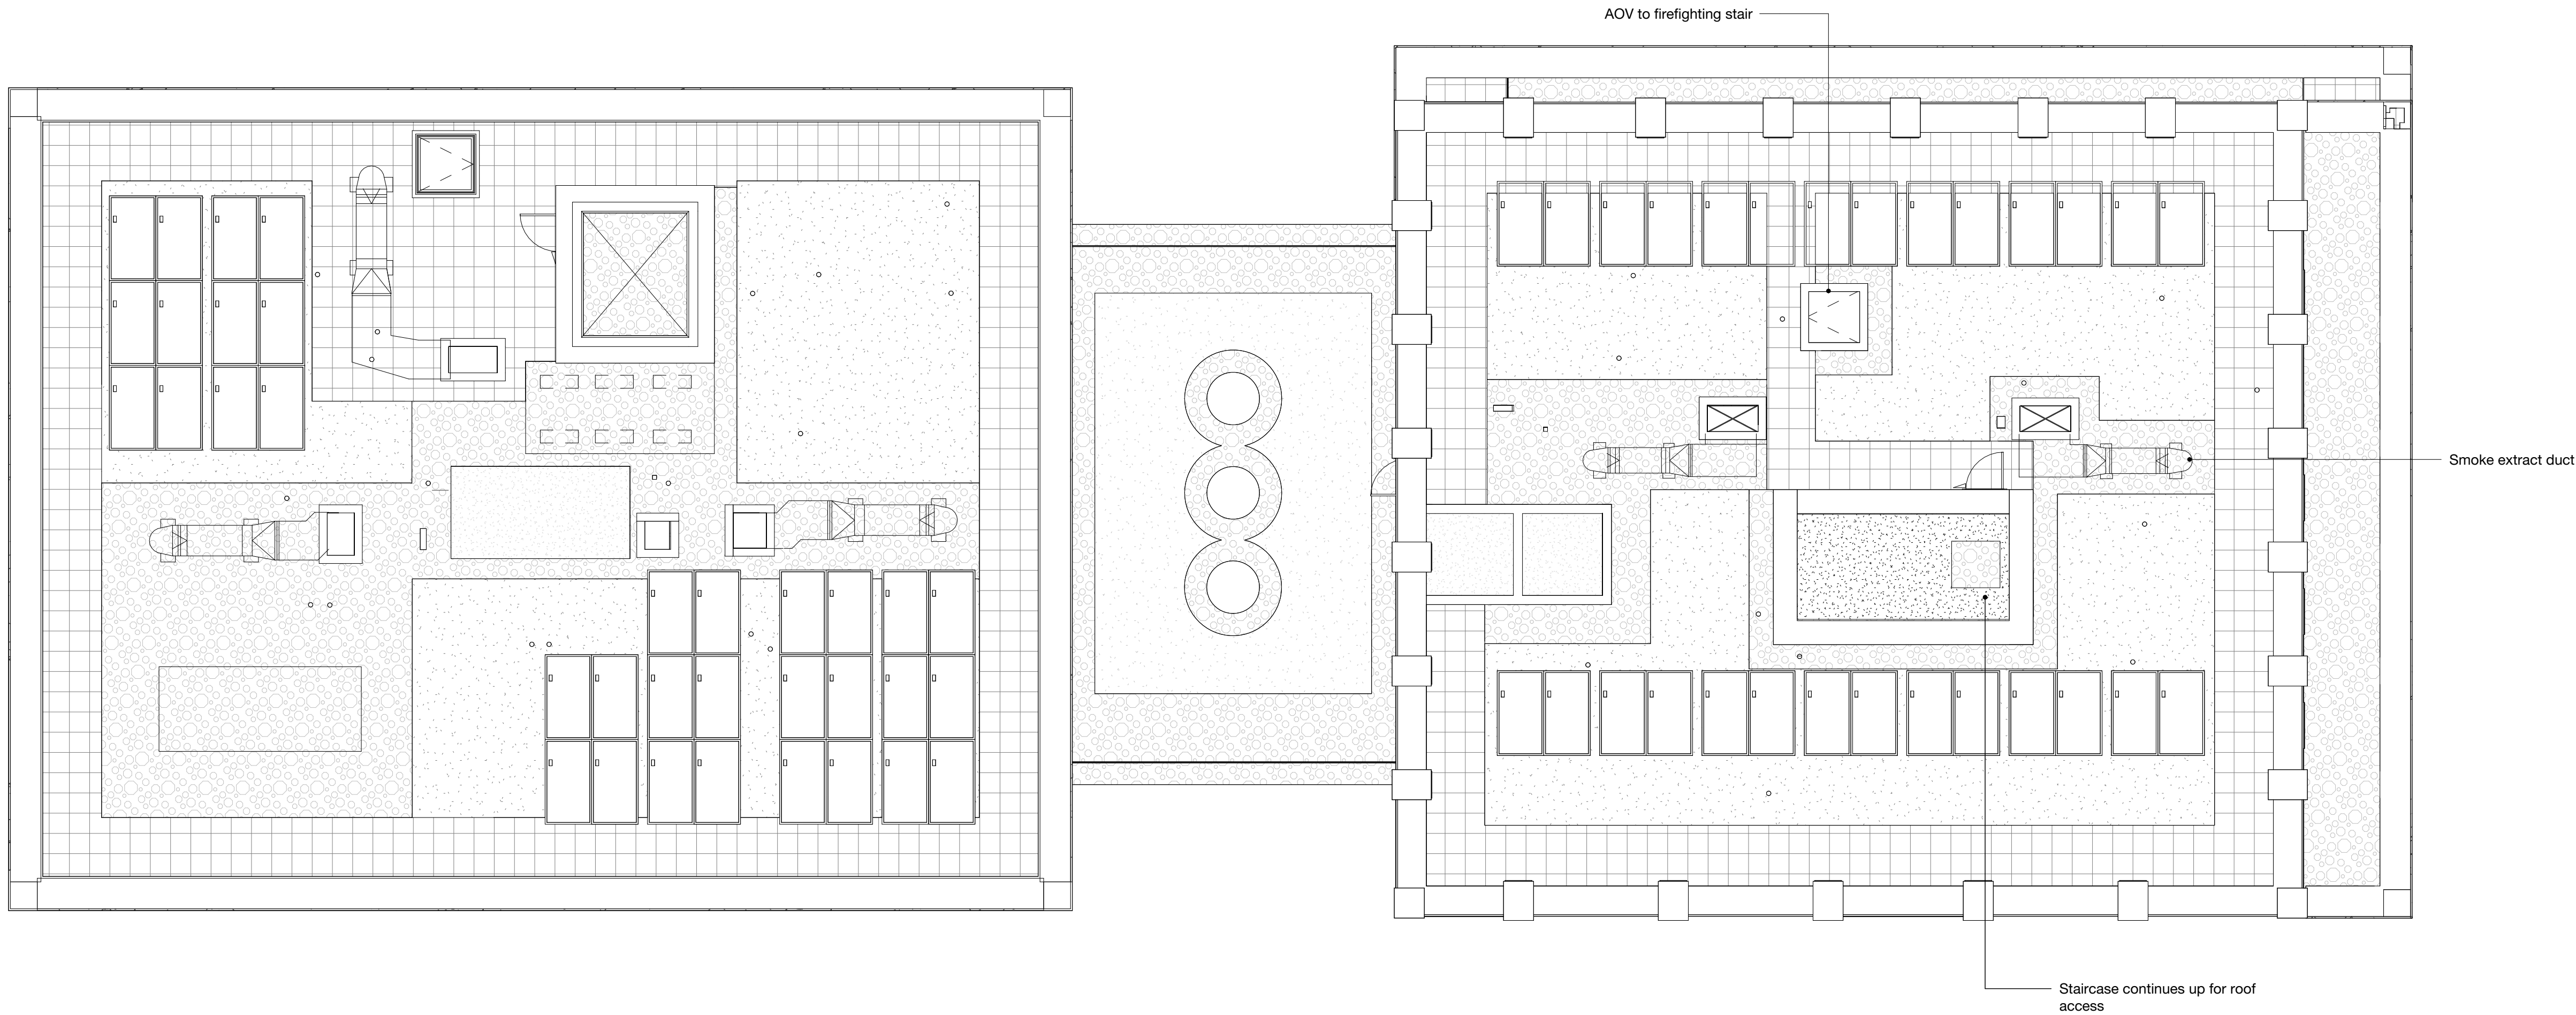 AOV to firefighting stair
Smoke extract duct
Staircase continues up for roof
access